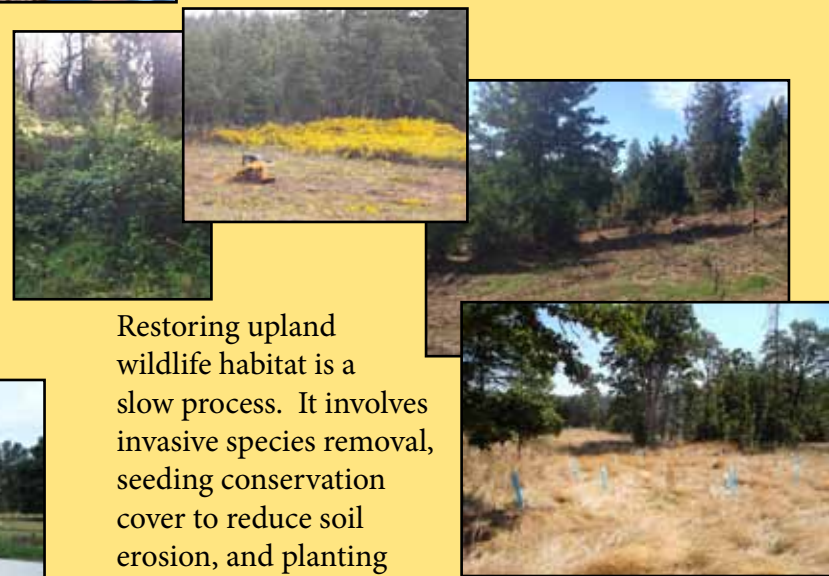 Restoring upland
wildlife habitat is a
slow process.  It involves
invasive species removal,
seeding conservation
cover to reduce soil
erosion, and planting